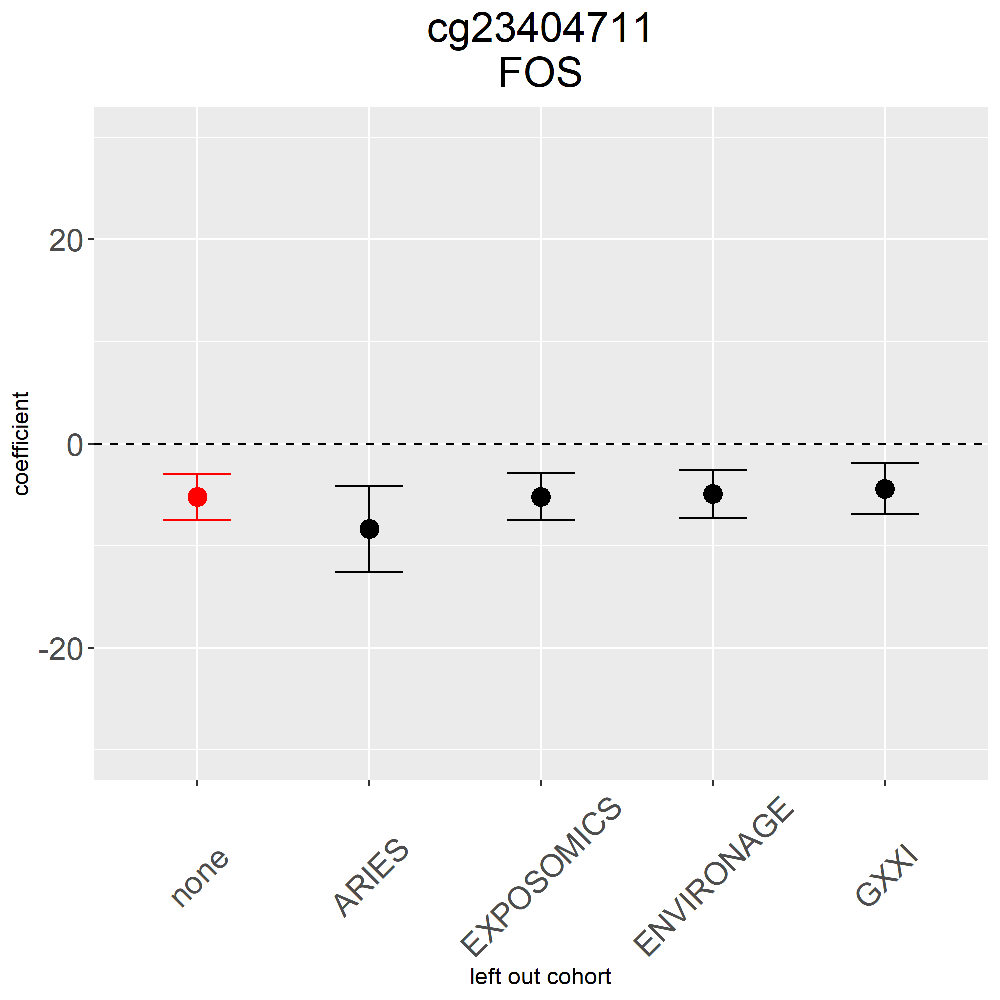 cg23404711
FOS
coefficient
20
0
-20
none
ARIES
EXPOSOMICS
ENVIRONAGE
GXXI
left out cohort